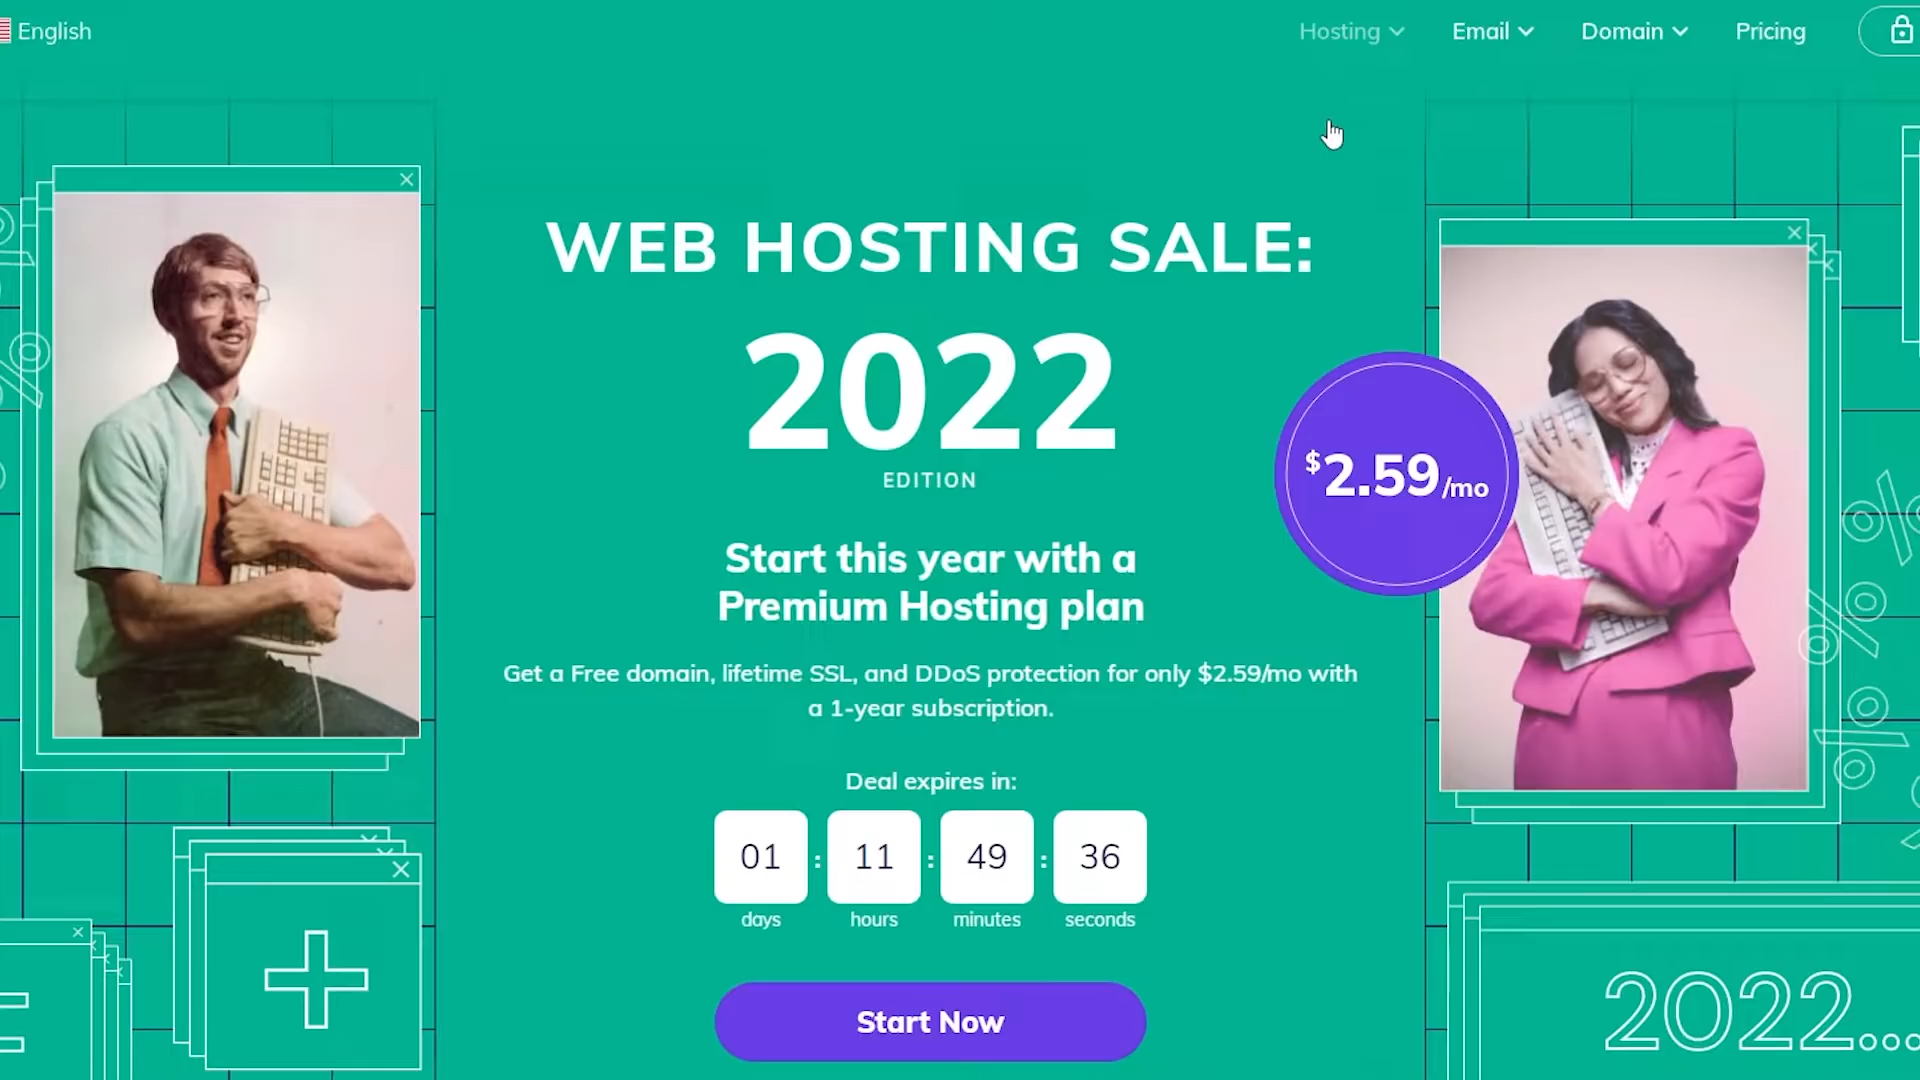 English
Hosting
Email
Domain
Pricing
WEB HOSTING SALE:
2022
EDITION
$2.59/mo
Start this year with a
Premium Hosting plan
Get a Free domain, lifetime SSL, and DDoS protection for only $2.59/mo with
a 1-year subscription.
Deal expires in:
01 : 11 : 49 : 36
days hours minutes seconds
Start Now
2022...